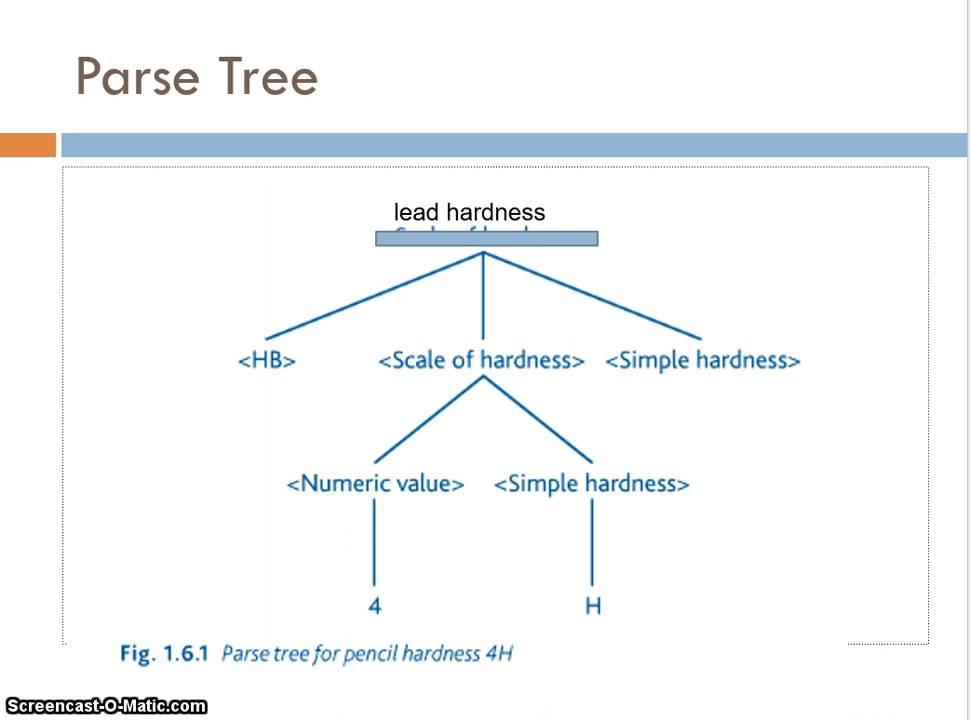 Parse Tree
lead hardness
<HB> <Scale of hardness> <Simple hardness>
<Numeric value> <Simple hardness>
4 H
Fig. 1.6.1 Parse tree for pencil hardness 4H
Screencast-O-Matic.com